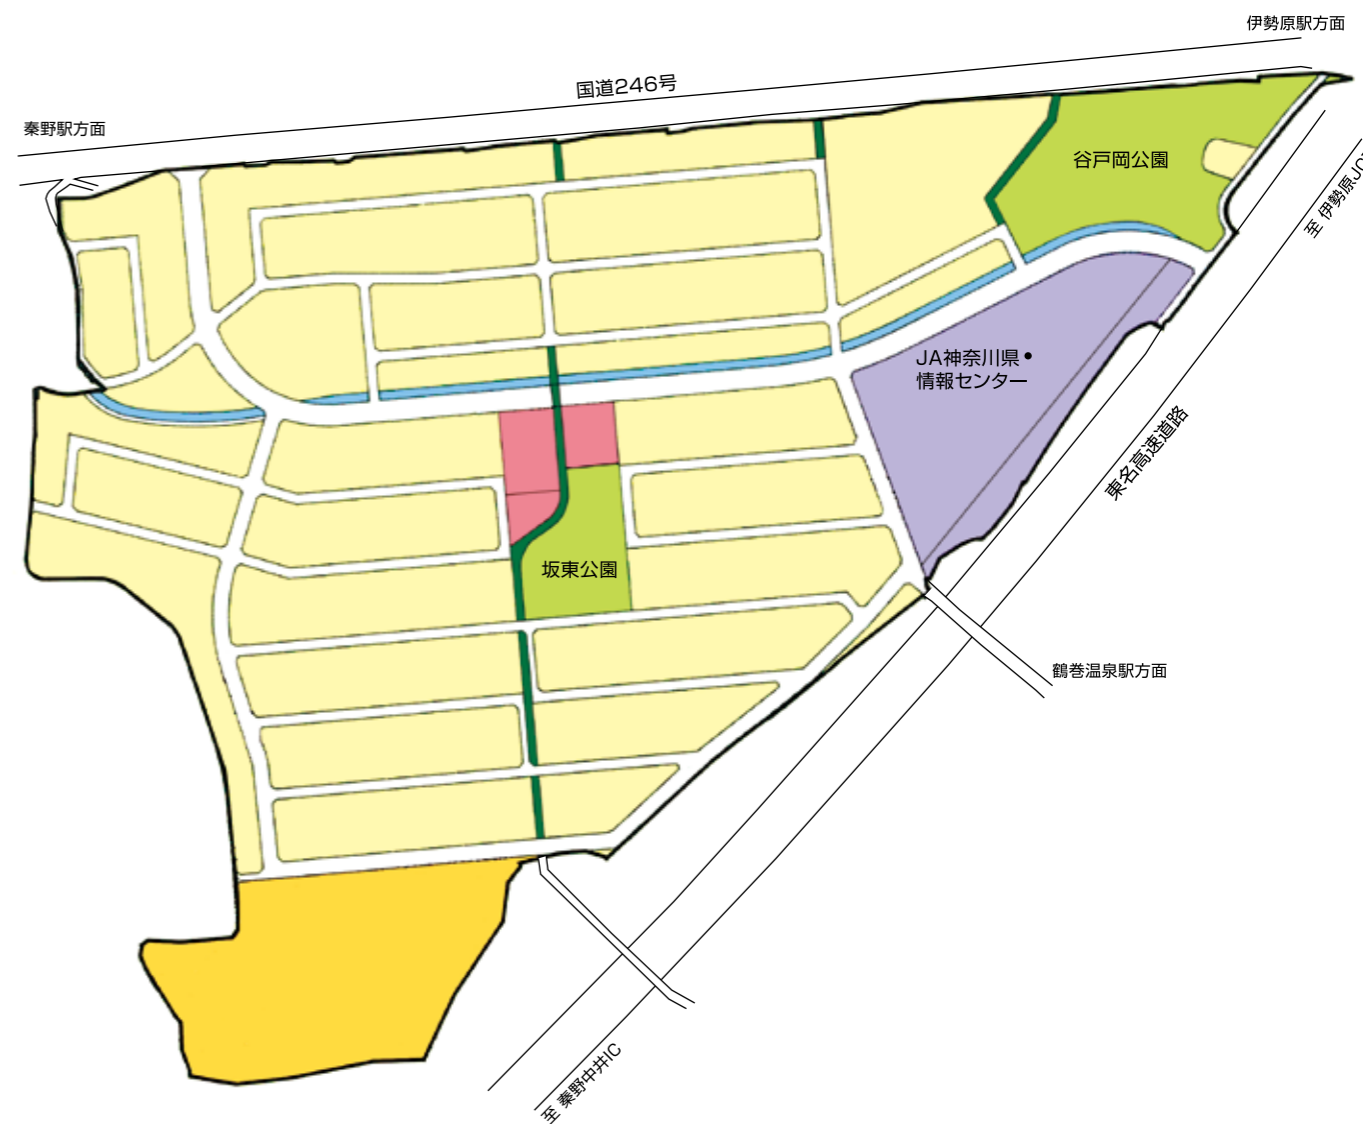 伊勢原駅方面
国道246号
秦野駅方面
谷戸岡公園
至 伊勢原JC
JA神奈川県
情報センター
東名高速道路
坂東公園
鶴巻温泉駅方面
至 秦野中井IC